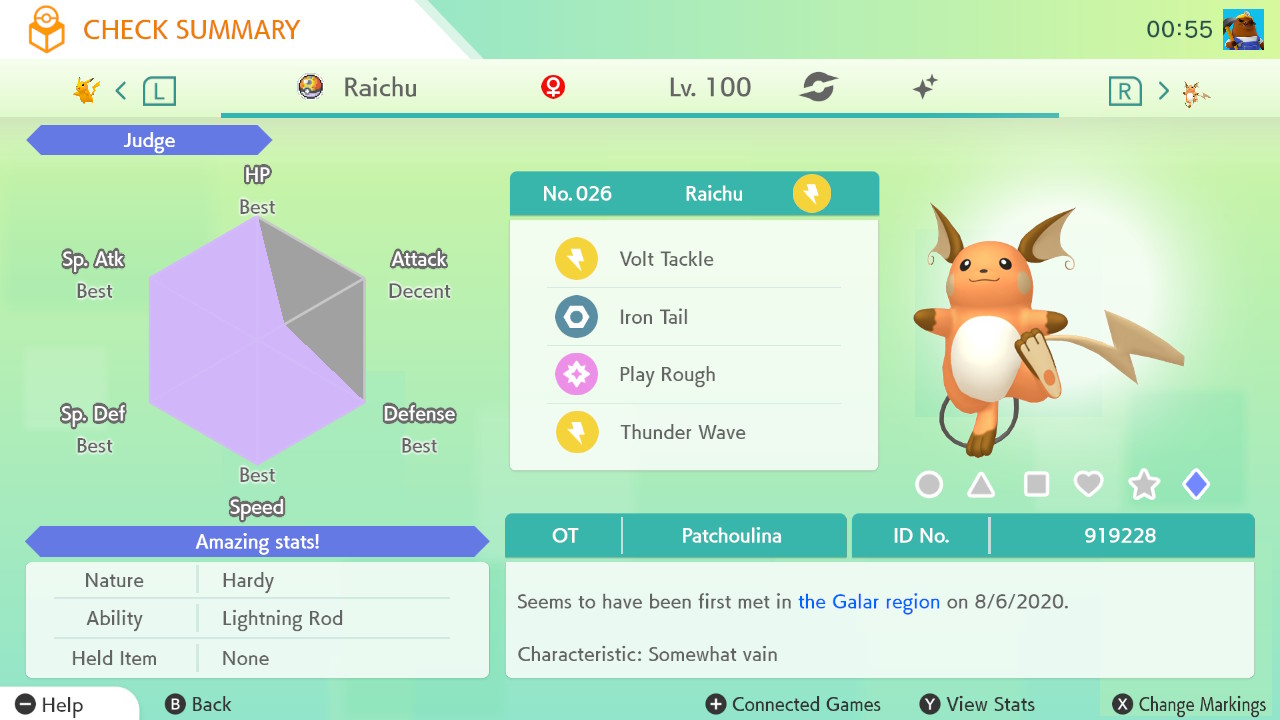 CHECK SUMMARY
00:55
L
Raichu
Lv. 100
R
Judge
HP
Best
Sp. Atk
Best
Attack
Decent
Sp. Def
Best
Defense
Best
Best
Speed
Amazing stats!
Nature Hardy
Ability Lightning Rod
Held Item None
No. 026 Raichu
Volt Tackle
Iron Tail
Play Rough
Thunder Wave
OT Patchoulina ID No. 919228
Seems to have been first met in the Galar region on 8/6/2020.
Characteristic: Somewhat vain
Help
B Back
Connected Games
Y View Stats
X Change Markings